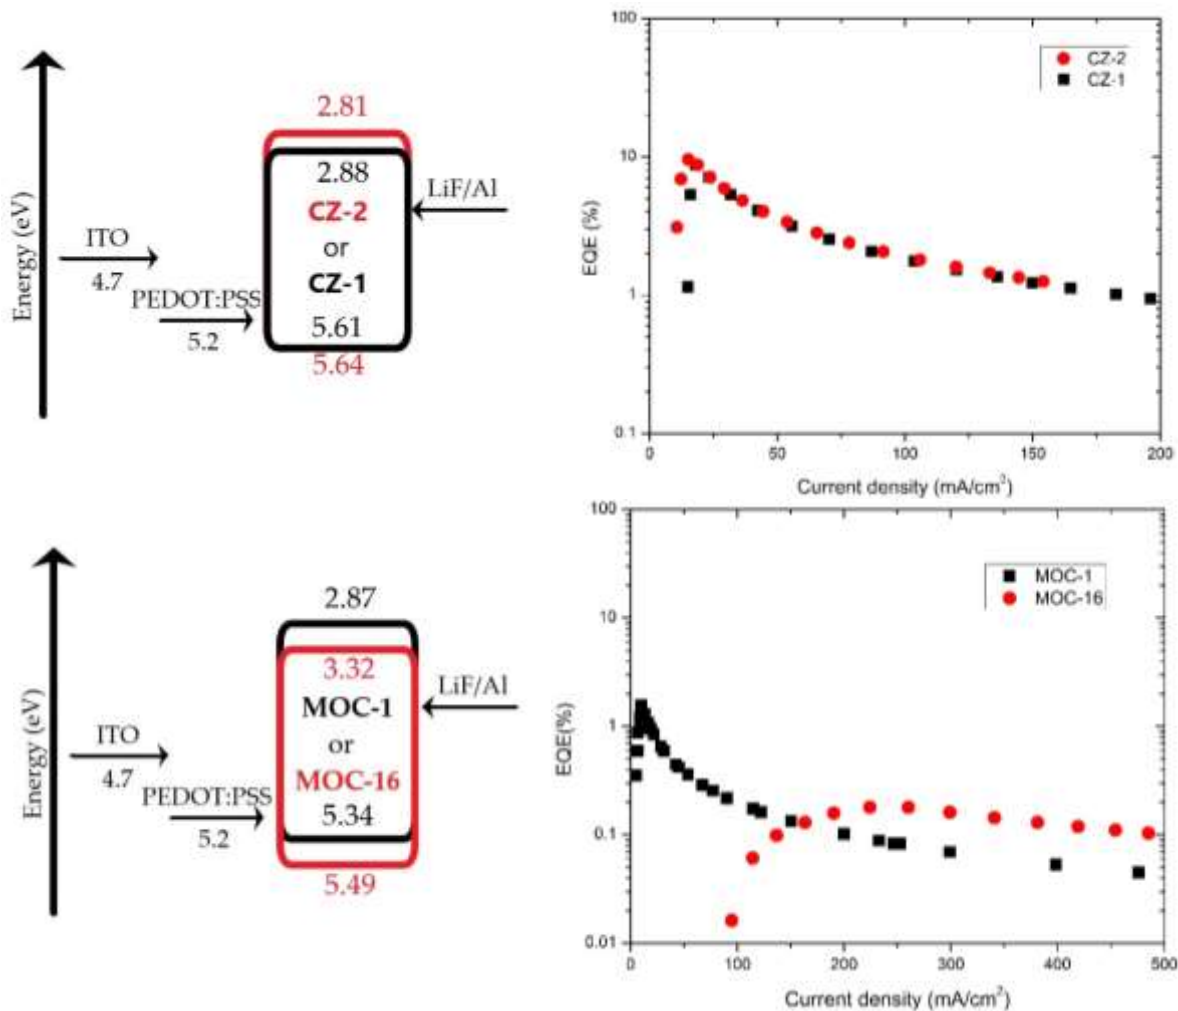 Energy (eV)
2.81
2.88
CZ-2
or
CZ-1
5.61
5.64
ITO
4.7
PEDOT:PSS
5.2
LiF/Al
EQE (%)
100
10
1
0.1
CZ-2
CZ-1
0 50 100 150 200
Current density (mA/cm²)
Energy (eV)
2.87
3.32
MOC-1
or
MOC-16
5.34
5.49
ITO
4.7
PEDOT:PSS
5.2
LiF/Al
EQE(%)
100
10
1
0.1
0.01
MOC-1
MOC-16
0 100 200 300 400 500
Current density (mA/cm²)